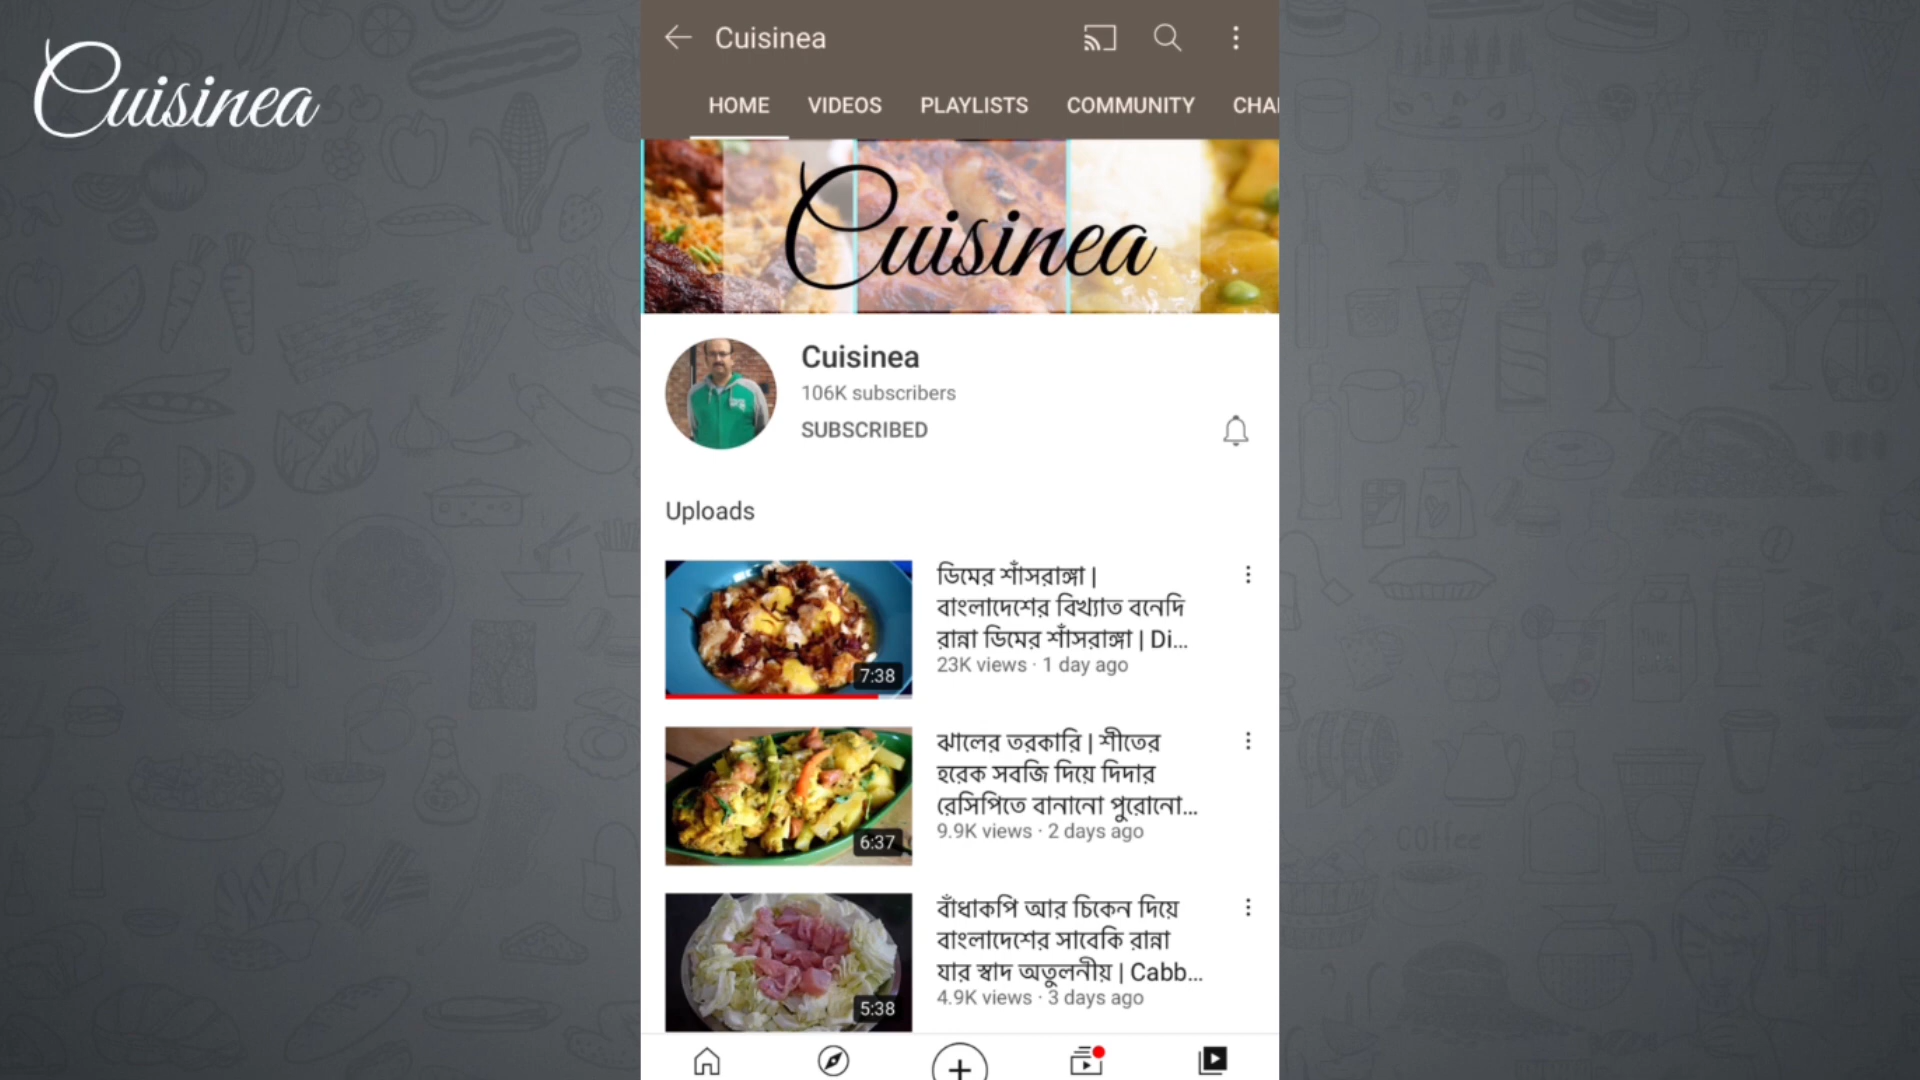 Cuisinea
Cuisinea
HOME VIDEOS PLAYLISTS COMMUNITY CHA
Cuisinea
Cuisinea
106K subscribers
SUBSCRIBED
Uploads
ডিমের শাঁসরাঙ্গা |
বাংলাদেশের বিখ্যাত বনেদি
রান্না ডিমের শাঁসরাঙ্গা | Di...
23K views · 1 day ago
7:38
ঝালের তরকারি | শীতের
হরেক সবজি দিয়ে দিদার
রেসিপিতে বানানো পুরোনো...
9.9K views · 2 days ago
6:37
বাঁধাকপি আর চিকেন দিয়ে
বাংলাদেশের সাবেকি রান্না
যার স্বাদ অতুলনীয় | Cabb...
4.9K views · 3 days ago
5:38
coffee